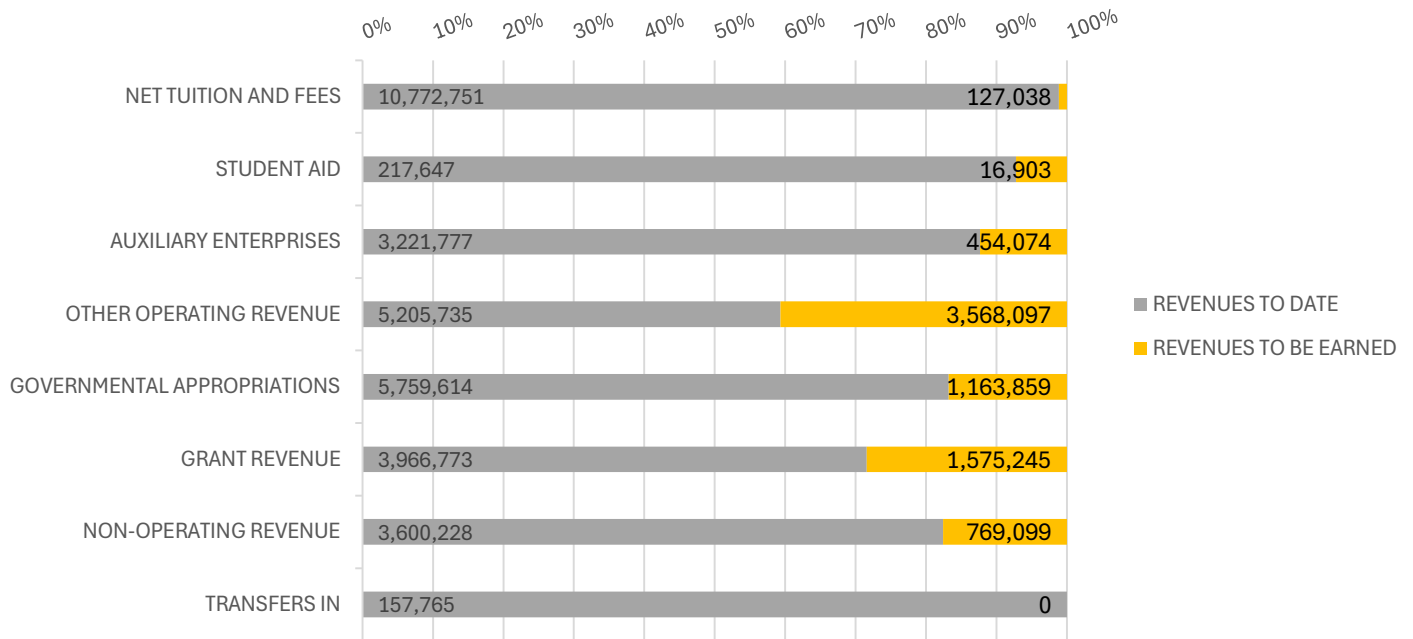 0% 10% 20% 30% 40% 50% 60% 70% 80% 90% 100%
NET TUITION AND FEES 10,772,751 127,038
STUDENT AID 217,647 16,903
AUXILIARY ENTERPRISES 3,221,777 454,074
OTHER OPERATING REVENUE 5,205,735 3,568,097
GOVERNMENTAL APPROPRIATIONS 5,759,614 1,163,859
GRANT REVENUE 3,966,773 1,575,245
NON-OPERATING REVENUE 3,600,228 769,099
TRANSFERS IN 157,765 0
REVENUES TO DATE
REVENUES TO BE EARNED